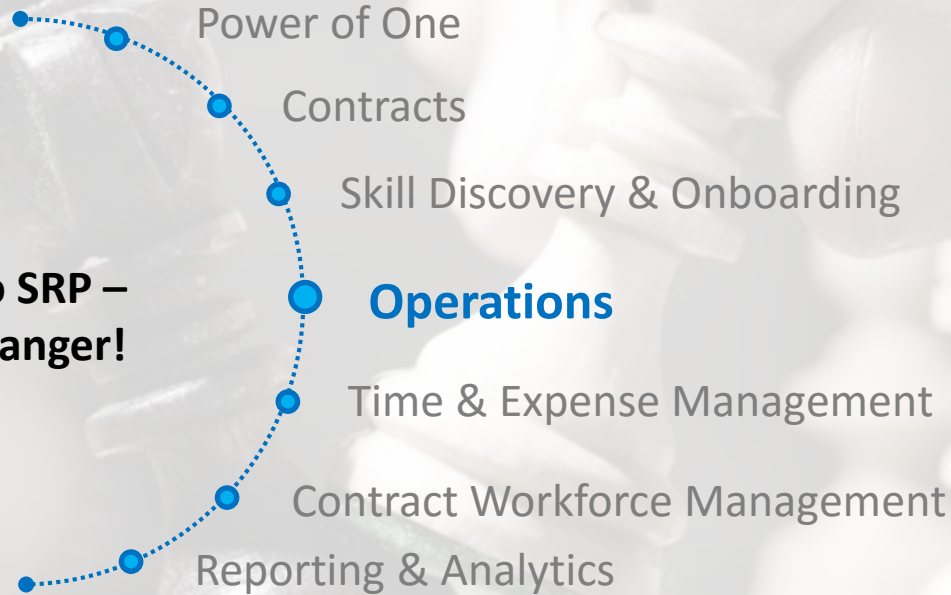 Power of One
Contracts
Skill Discovery & Onboarding
SRP –
Operations
anger!
Time & Expense Management
Contract Workforce Management
Reporting & Analytics